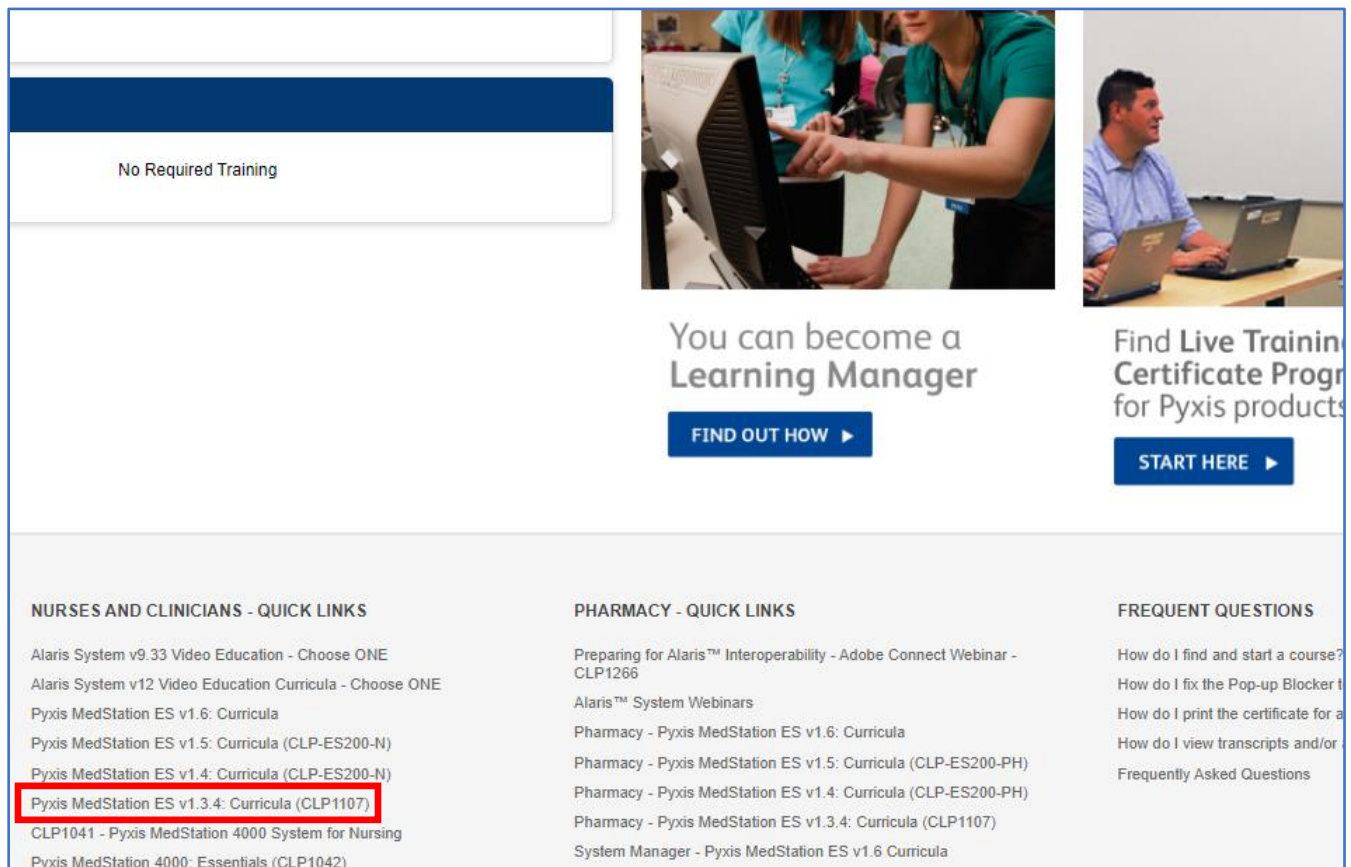 No Required Training
You can become a
Learning Manager
FIND OUT HOW
Find Live Trainin
Certificate Progr
for Pyxis products
START HERE
NURSES AND CLINICIANS - QUICK LINKS
Alaris System v9.33 Video Education - Choose ONE
Alaris System v12 Video Education Curricula - Choose ONE
Pyxis MedStation ES v1.6: Curricula
Pyxis MedStation ES v1.5: Curricula (CLP-ES200-N)
Pyxis MedStation ES v1.4: Curricula (CLP-ES200-N)
Pyxis MedStation ES v1.3.4: Curricula (CLP1107)
CLP1041 - Pyxis MedStation 4000 System for Nursing
Pyxis MedStation 4000: Essentials (CLP1042)
PHARMACY - QUICK LINKS
Preparing for Alaris™ Interoperability - Adobe Connect Webinar -
CLP1266
Alaris™ System Webinars
Pharmacy - Pyxis MedStation ES v1.6: Curricula
Pharmacy - Pyxis MedStation ES v1.5: Curricula (CLP-ES200-PH)
Pharmacy - Pyxis MedStation ES v1.4: Curricula (CLP-ES200-PH)
Pharmacy - Pyxis MedStation ES v1.3.4: Curricula (CLP1107)
System Manager - Pyxis MedStation ES v1.6 Curricula
FREQUENT QUESTIONS
How do I find and start a course?
How do I fix the Pop-up Blocker t
How do I print the certificate for a
How do I view transcripts and/or
Frequently Asked Questions